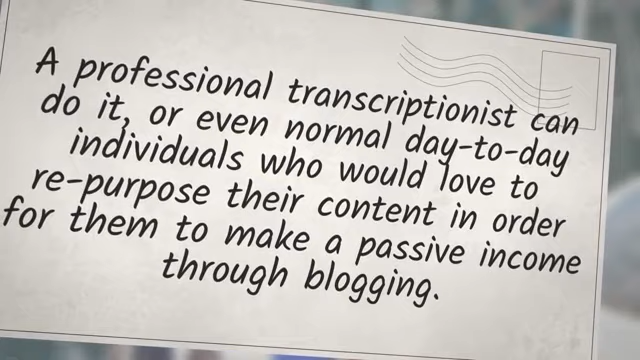 A professional transcriptionist can
do it, or even normal day-to-day
individuals who would love to
re-purpose their content in order
for them to make a passive income
through blogging.